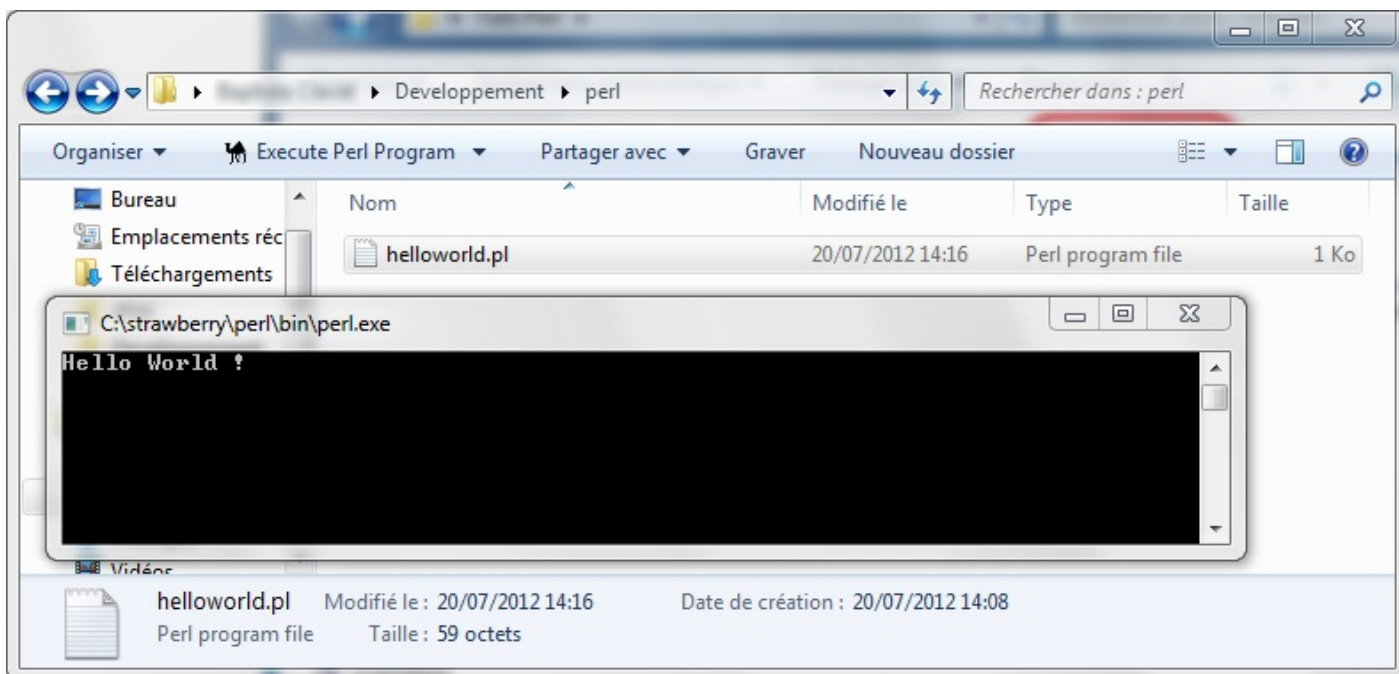 Developpement perl Rechercher dans : perl
Organiser Execute Perl Program Partager avec Graver Nouveau dossier
Bureau
Emplacements réc
Téléchargements
Nom Modifié le Type Taille
helloworld.pl 20/07/2012 14:16 Perl program file 1 Ko
C:\strawberry\perl\bin\perl.exe
Hello World !
Vidéos
helloworld.pl Modifié le : 20/07/2012 14:16 Date de création : 20/07/2012 14:08
Perl program file Taille : 59 octets